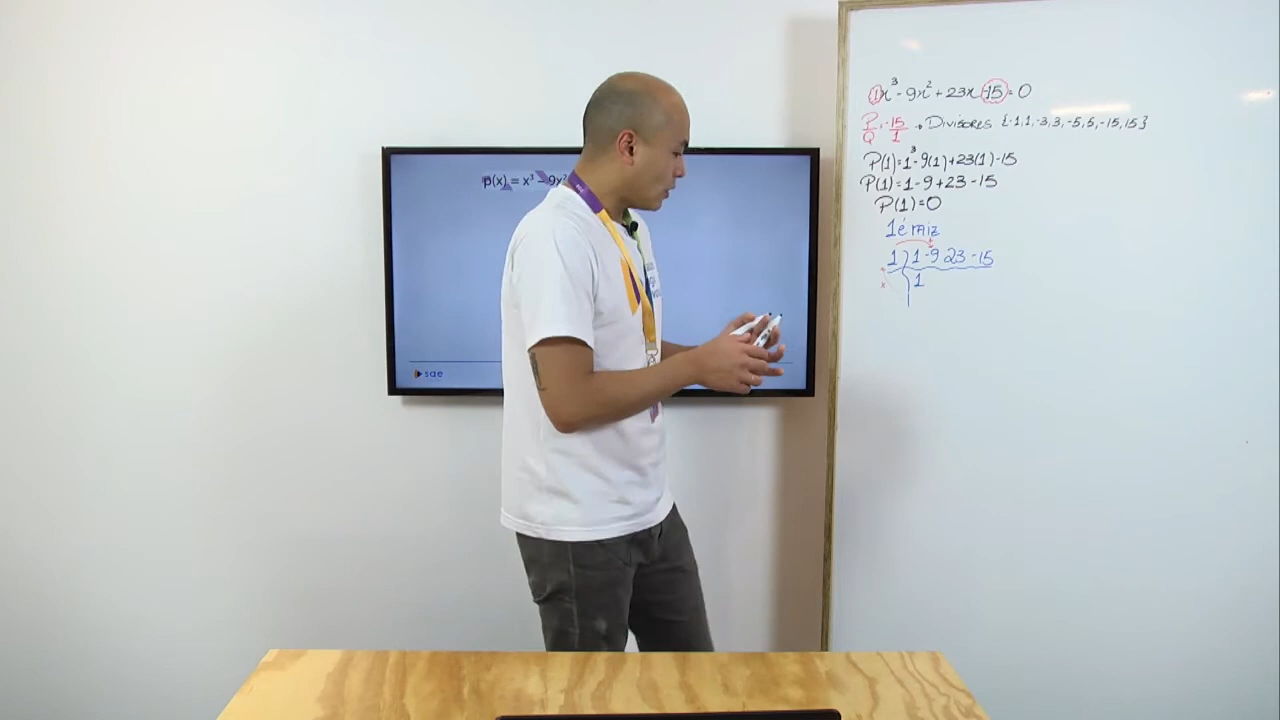 p(x) = x³ – 9x²
sae
1x³ - 9x² + 23x - 15 = 0
P/Q : -15/1 → Divisores {-1, 1, -3, 3, -5, 5, -15, 15}
P(1) = 1³ - 9(1) + 23(1) - 15
P(1) = 1 - 9 + 23 - 15
P(1) = 0
1 é raiz
1 ) 1 -9 23 -15
x 1